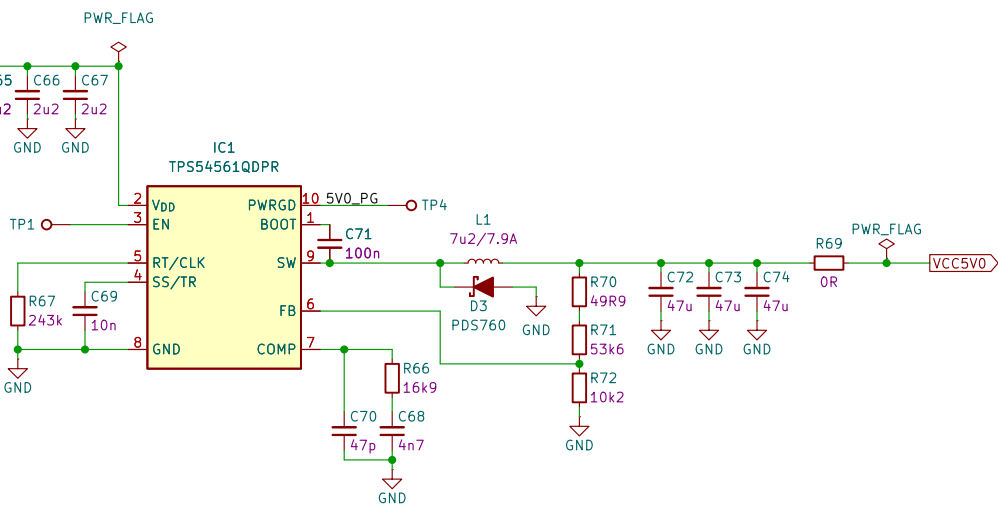 PWR_FLAG
C66
C67
2u2
2u2
GND
GND
IC1
TPS54561QDPR
2
VDD
PWRGD
10
5V0_PG
TP4
TP1
3
EN
BOOT
1
C71
100n
L1
7u2/7.9A
PWR_FLAG
5
RT/CLK
SW
9
R69
0R
VCC5V0
4
SS/TR
R67
243k
C69
10n
FB
6
D3
PDS760
GND
R70
49R9
C72
47u
C73
47u
C74
47u
GND
GND
GND
R71
53k6
8
GND
COMP
7
GND
R66
16k9
R72
10k2
C70
47p
C68
4n7
GND
GND